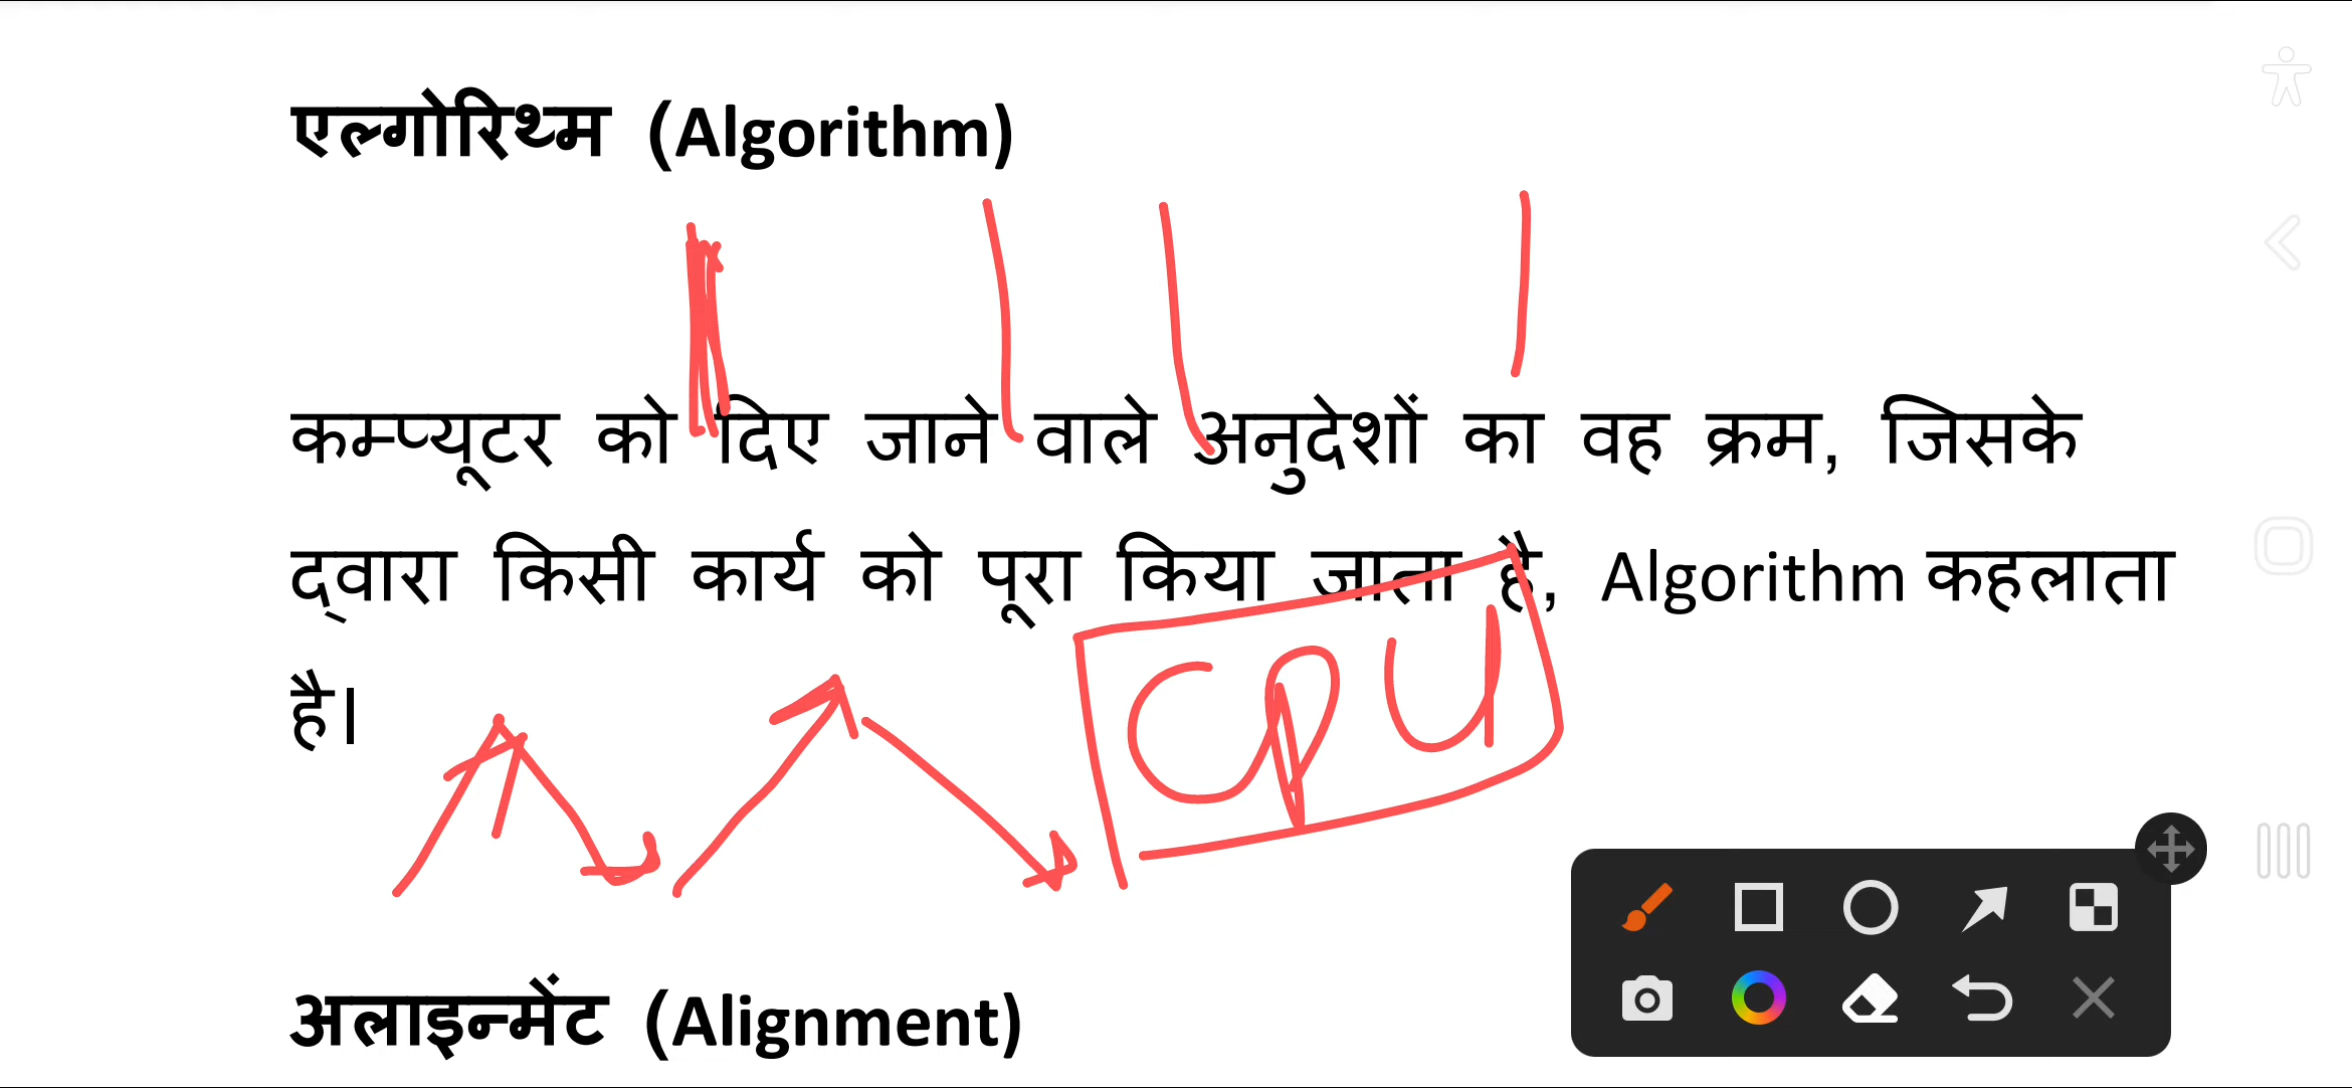 एल्गोरिथ्म (Algorithm)
कम्प्यूटर को दिए जाने वाले अनुदेशों का वह क्रम, जिसके
द्वारा किसी कार्य को पूरा किया जाता है, Algorithm कहलाता
है।
CPU
अलाइन्मेंट (Alignment)